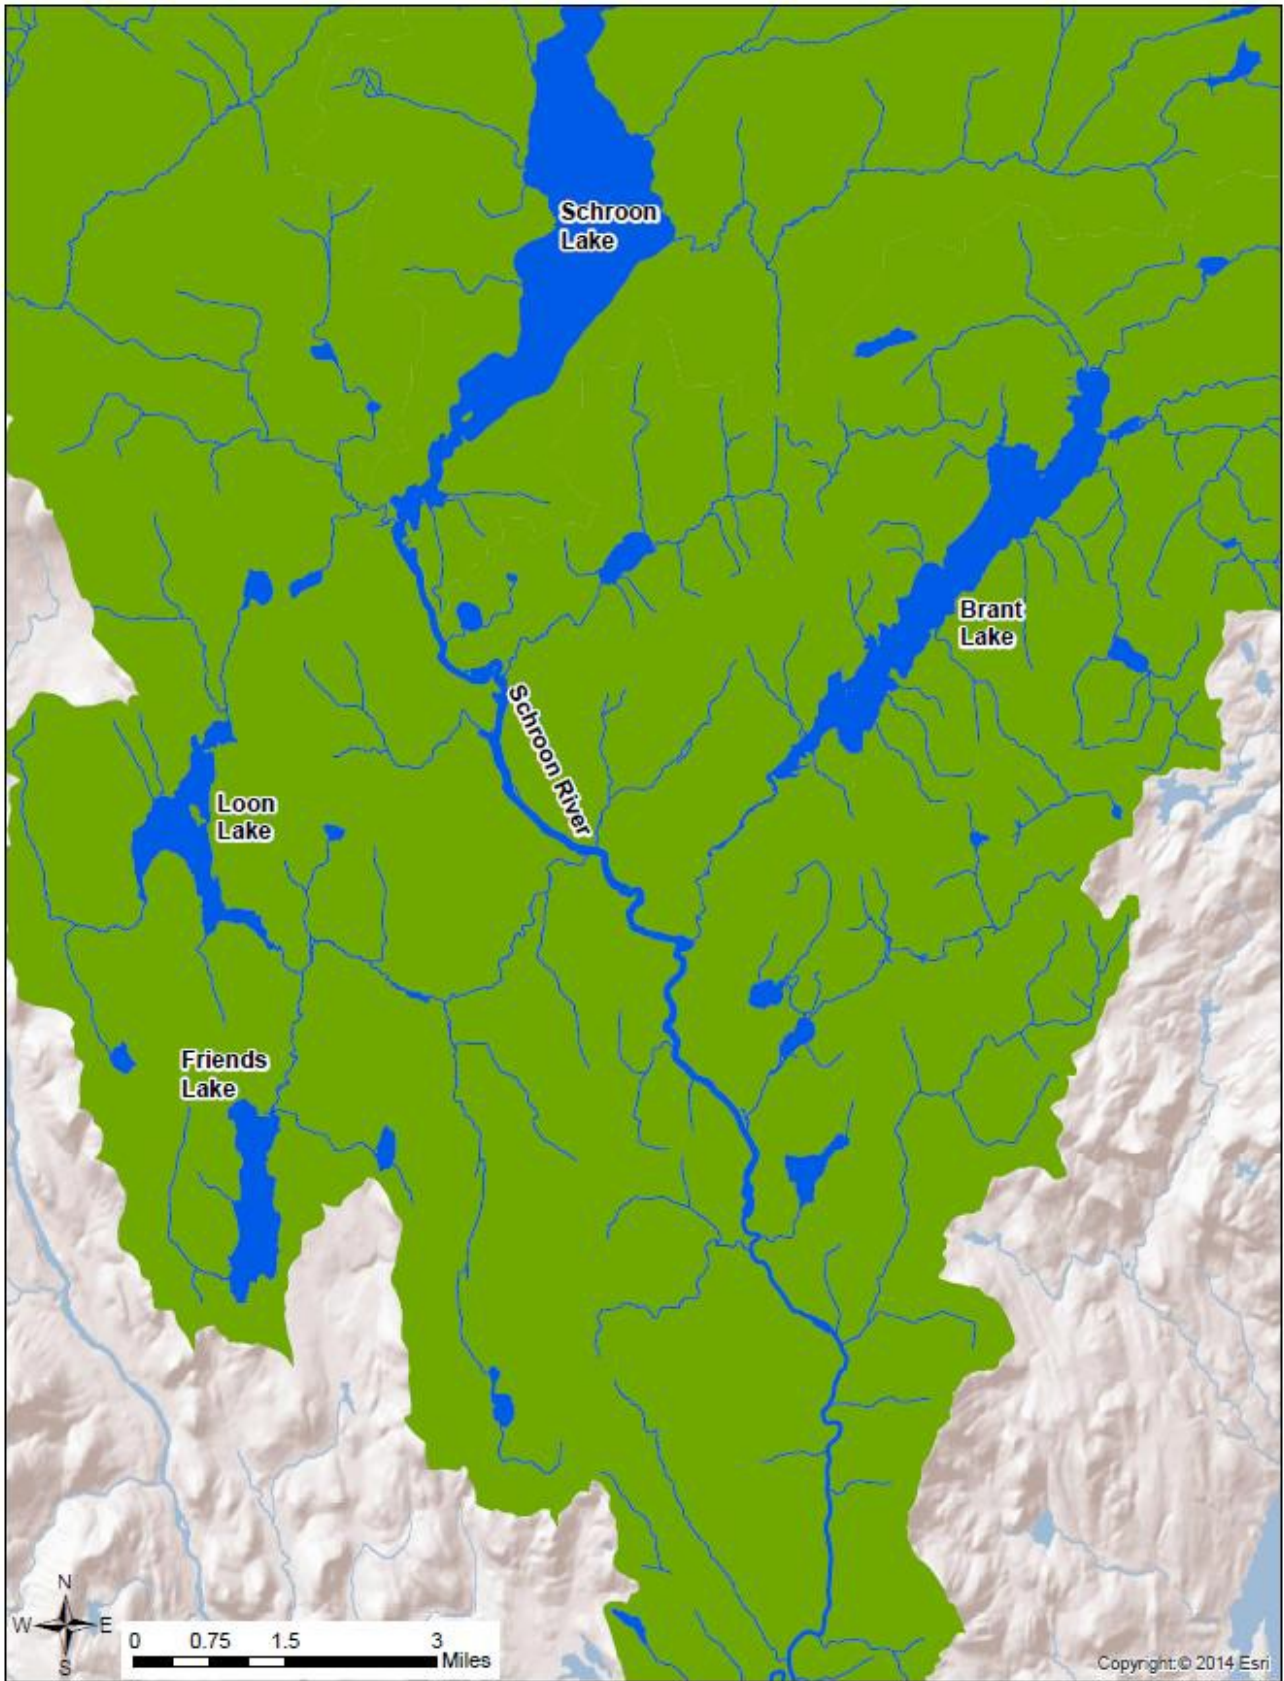 Schroon
Lake
Brant
Lake
Schroon River
Loon
Lake
Friends
Lake
N
W E
S
0 0.75 1.5 3
Miles
Copyright:© 2014 Esri